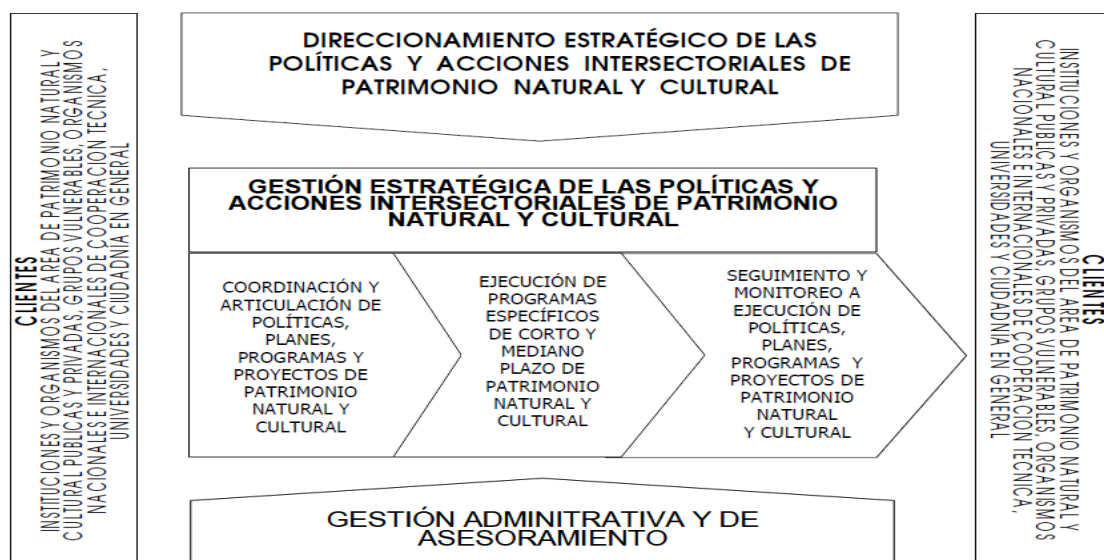 CLIENTES
INSTITUCIONES Y ORGANISMOS DEL AREA DE PATRIMONIO NATURAL Y
CULTURAL PUBLICAS Y PRIVADAS, GRUPOS VULNERABLES, ORGANISMOS
NACIONALES E INTERNACIONALES DE COOPERACION TECNICA,
UNIVERSIDADES Y CIUDADNIA EN GENERAL
DIRECCIONAMIENTO ESTRATÉGICO DE LAS
POLÍTICAS Y ACCIONES INTERSECTORIALES DE
PATRIMONIO NATURAL Y CULTURAL
GESTIÓN ESTRATÉGICA DE LAS POLÍTICAS Y
ACCIONES INTERSECTORIALES DE PATRIMONIO
NATURAL Y CULTURAL
COORDINACIÓN Y
ARTICULACIÓN DE
POLÍTICAS,
PLANES,
PROGRAMAS Y
PROYECTOS DE
PATRIMONIO
NATURAL Y
CULTURAL
EJECUCIÓN DE
PROGRAMAS
ESPECÍFICOS
DE CORTO Y
MEDIANO
PLAZO DE
PATRIMONIO
NATURAL Y
CULTURAL
SEGUIMIENTO Y
MONITOREO A
EJECUCIÓN DE
POLÍTICAS,
PLANES,
PROGRAMAS Y
PROYECTOS DE
PATRIMONIO
NATURAL
Y CULTURAL
GESTIÓN ADMINITRATIVA Y DE
ASESORAMIENTO
CLIENTES
INSTITUCIONES Y ORGANISMOS DEL AREA DE PATRIMONIO NATURAL Y
CULTURAL PUBLICAS Y PRIVADAS, GRUPOS VULNERABLES, ORGANISMOS
NACIONALES E INTERNACIONALES DE COOPERACION TECNICA,
UNIVERSIDADES Y CIUDADNIA EN GENERAL